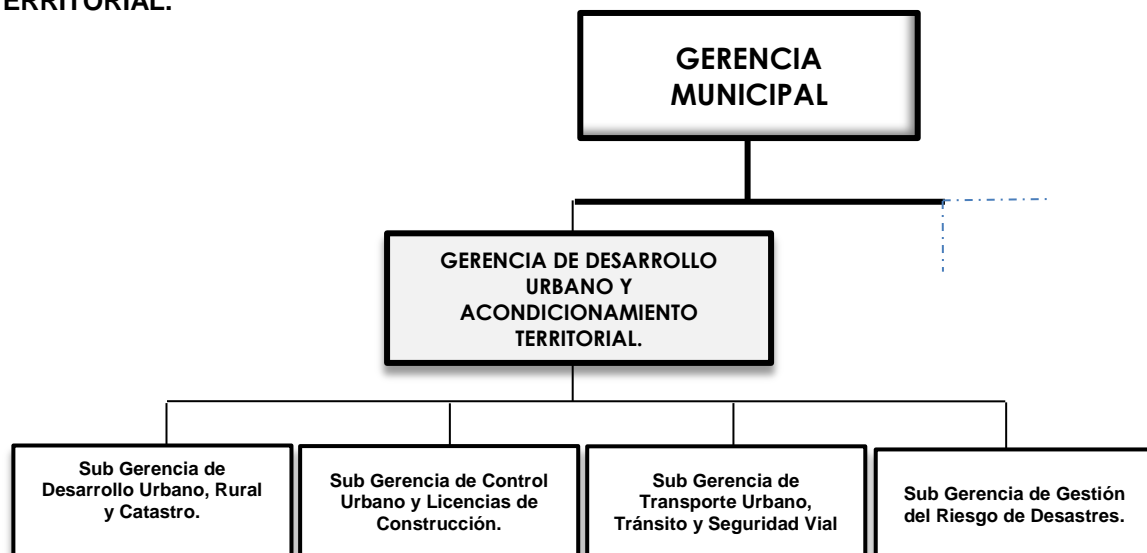 TERRITORIAL.
GERENCIA
MUNICIPAL
GERENCIA DE DESARROLLO
URBANO Y
ACONDICIONAMIENTO
TERRITORIAL.
Sub Gerencia de
Desarrollo Urbano, Rural
y Catastro.
Sub Gerencia de Control
Urbano y Licencias de
Construcción.
Sub Gerencia de
Transporte Urbano,
Tránsito y Seguridad Vial
Sub Gerencia de Gestión
del Riesgo de Desastres.